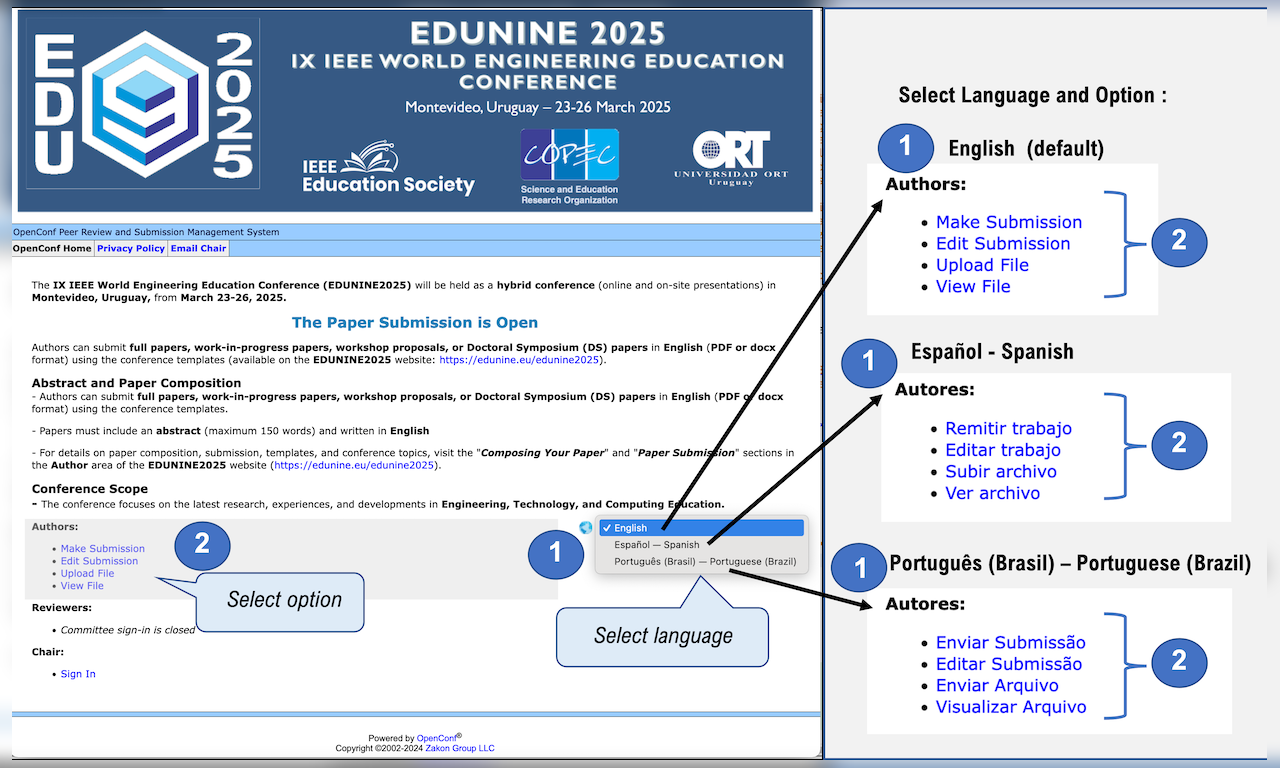 EDU
2025
EDUNINE 2025
IX IEEE WORLD ENGINEERING EDUCATION
CONFERENCE
Montevideo, Uruguay – 23-26 March 2025
IEEE
Education Society
COPEC
Science and Education
Research Organization
ORT
UNIVERSIDAD ORT
Uruguay
OpenConf Peer Review and Submission Management System
OpenConf Home Privacy Policy Email Chair
The IX IEEE World Engineering Education Conference (EDUNINE2025) will be held as a hybrid conference (online and on-site presentations) in
Montevideo, Uruguay, from March 23-26, 2025.
The Paper Submission is Open
Authors can submit full papers, work-in-progress papers, workshop proposals, or Doctoral Symposium (DS) papers in English (PDF or docx
format) using the conference templates (available on the EDUNINE2025 website: https://edunine.eu/edunine2025).
Abstract and Paper Composition
- Authors can submit full papers, work-in-progress papers, workshop proposals, or Doctoral Symposium (DS) papers in English (PDF or docx
format) using the conference templates.
- Papers must include an abstract (maximum 150 words) and written in English
- For details on paper composition, submission, templates, and conference topics, visit the "Composing Your Paper" and "Paper Submission" sections in
the Author area of the EDUNINE2025 website (https://edunine.eu/edunine2025).
Conference Scope
- The conference focuses on the latest research, experiences, and developments in Engineering, Technology, and Computing Education.
Authors:
• Make Submission
• Edit Submission
• Upload File
• View File
2
Select option
1
✓ English
Español — Spanish
Português (Brasil) — Portuguese (Brazil)
Select language
Reviewers:
• Committee sign-in is closed
Chair:
• Sign In
Powered by OpenConf®
Copyright ©2002-2024 Zakon Group LLC
Select Language and Option :
1
English (default)
Authors:
• Make Submission
• Edit Submission
• Upload File
• View File
2
1
Español - Spanish
Autores:
• Remitir trabajo
• Editar trabajo
• Subir archivo
• Ver archivo
2
1
Português (Brasil) – Portuguese (Brazil)
Autores:
• Enviar Submissão
• Editar Submissão
• Enviar Arquivo
• Visualizar Arquivo
2